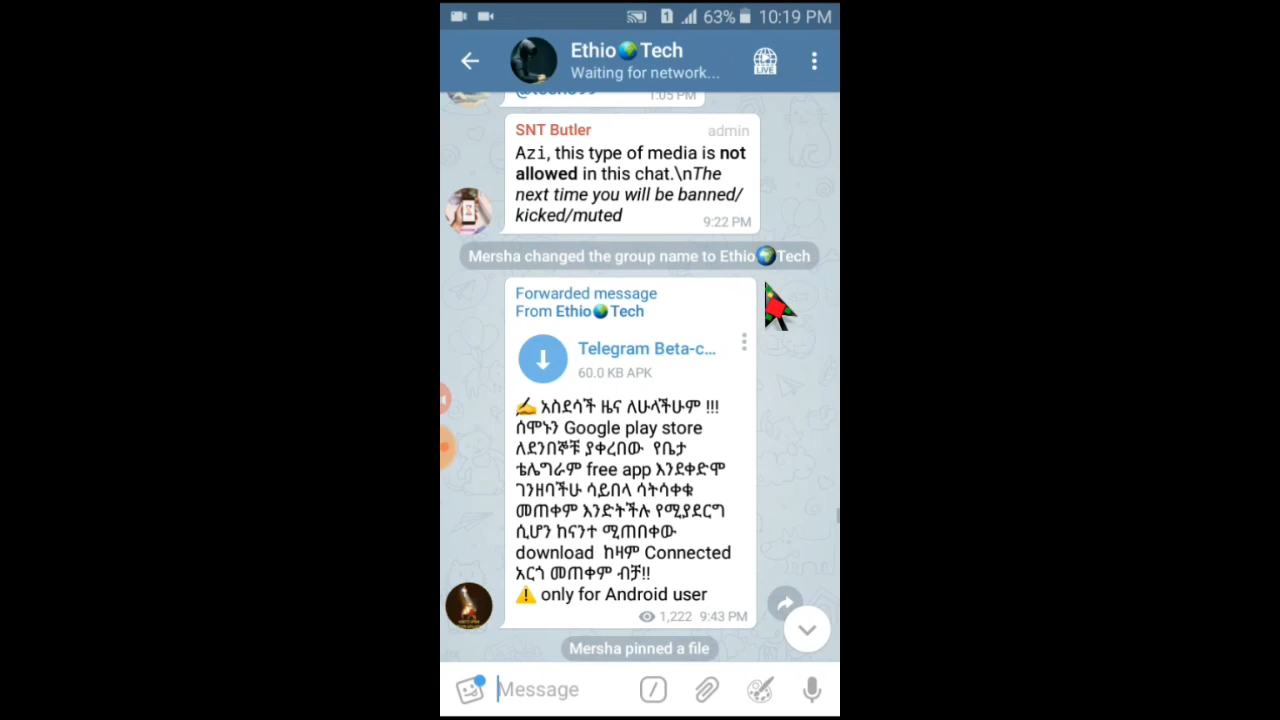 63% 10:19 PM
Ethio🌍Tech
Waiting for network...
LIVE
1:05 PM
SNT Butler admin
Azi, this type of media is not
allowed in this chat.\nThe
next time you will be banned/
kicked/muted
9:22 PM
Mersha changed the group name to Ethio🌍Tech
Forwarded message
From Ethio🌍Tech
Telegram Beta-c...
60.0 KB APK
✍ አስደሳች ዜና ለሁላችሁም !!!
ሰሞኑን Google play store
ለደንበኞቹ ያቀረበው የቤታ
ቴሌግራም free app እንደቀድሞ
ገንዘባችሁ ሳይበላ ሳትሳቀቁ
መጠቀም እንድትችሉ የሚያደርግ
ሲሆን ከናንተ ሚጠበቀው
download ከዛም Connected
አርጎ መጠቀም ብቻ!!
⚠ only for Android user
1,222 9:43 PM
Mersha pinned a file
Message